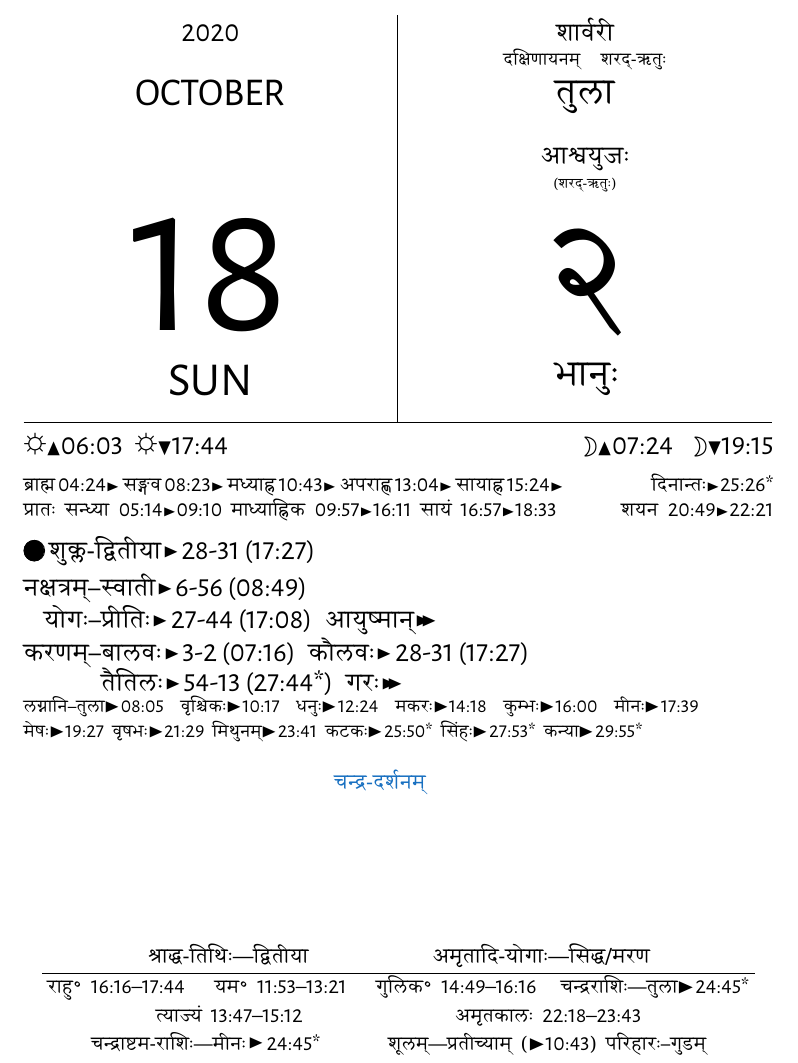 2020
OCTOBER
18
SUN
शार्वरी
दक्षिणायनम् शरद्-ऋतुः
तुला
आश्वयुजः
(शरद्-ऋतुः)
२
भानुः
☼▲06:03 ☼▼17:44 ☽▲07:24 ☽▼19:15
ब्राह्म 04:24► सङ्गव 08:23► मध्याह्न 10:43► अपराह्ण 13:04► सायाह्न 15:24► दिनान्तः►25:26*
प्रातः सन्ध्या 05:14►09:10 माध्याह्निक 09:57►16:11 सायं 16:57►18:33 शयन 20:49►22:21
●शुक्ल-द्वितीया►28-31 (17:27)
नक्षत्रम्–स्वाती►6-56 (08:49)
योगः–प्रीतिः►27-44 (17:08) आयुष्मान्►►
करणम्–बालवः►3-2 (07:16) कौलवः►28-31 (17:27)
तैतिलः►54-13 (27:44*) गरः►►
लग्नानि–तुला►08:05 वृश्चिकः►10:17 धनुः►12:24 मकरः►14:18 कुम्भः►16:00 मीनः►17:39
मेषः►19:27 वृषभः►21:29 मिथुनम्►23:41 कटकः►25:50* सिंहः►27:53* कन्या►29:55*
चन्द्र-दर्शनम्
श्राद्ध-तिथिः—द्वितीया अमृतादि-योगाः—सिद्ध/मरण
राहु॰ 16:16–17:44 यम॰ 11:53–13:21 गुलिक॰ 14:49–16:16 चन्द्रराशिः—तुला►24:45*
त्याज्यं 13:47–15:12 अमृतकालः 22:18–23:43
चन्द्राष्टम-राशिः—मीनः►24:45* शूलम्—प्रतीच्याम् (►10:43) परिहारः–गुडम्